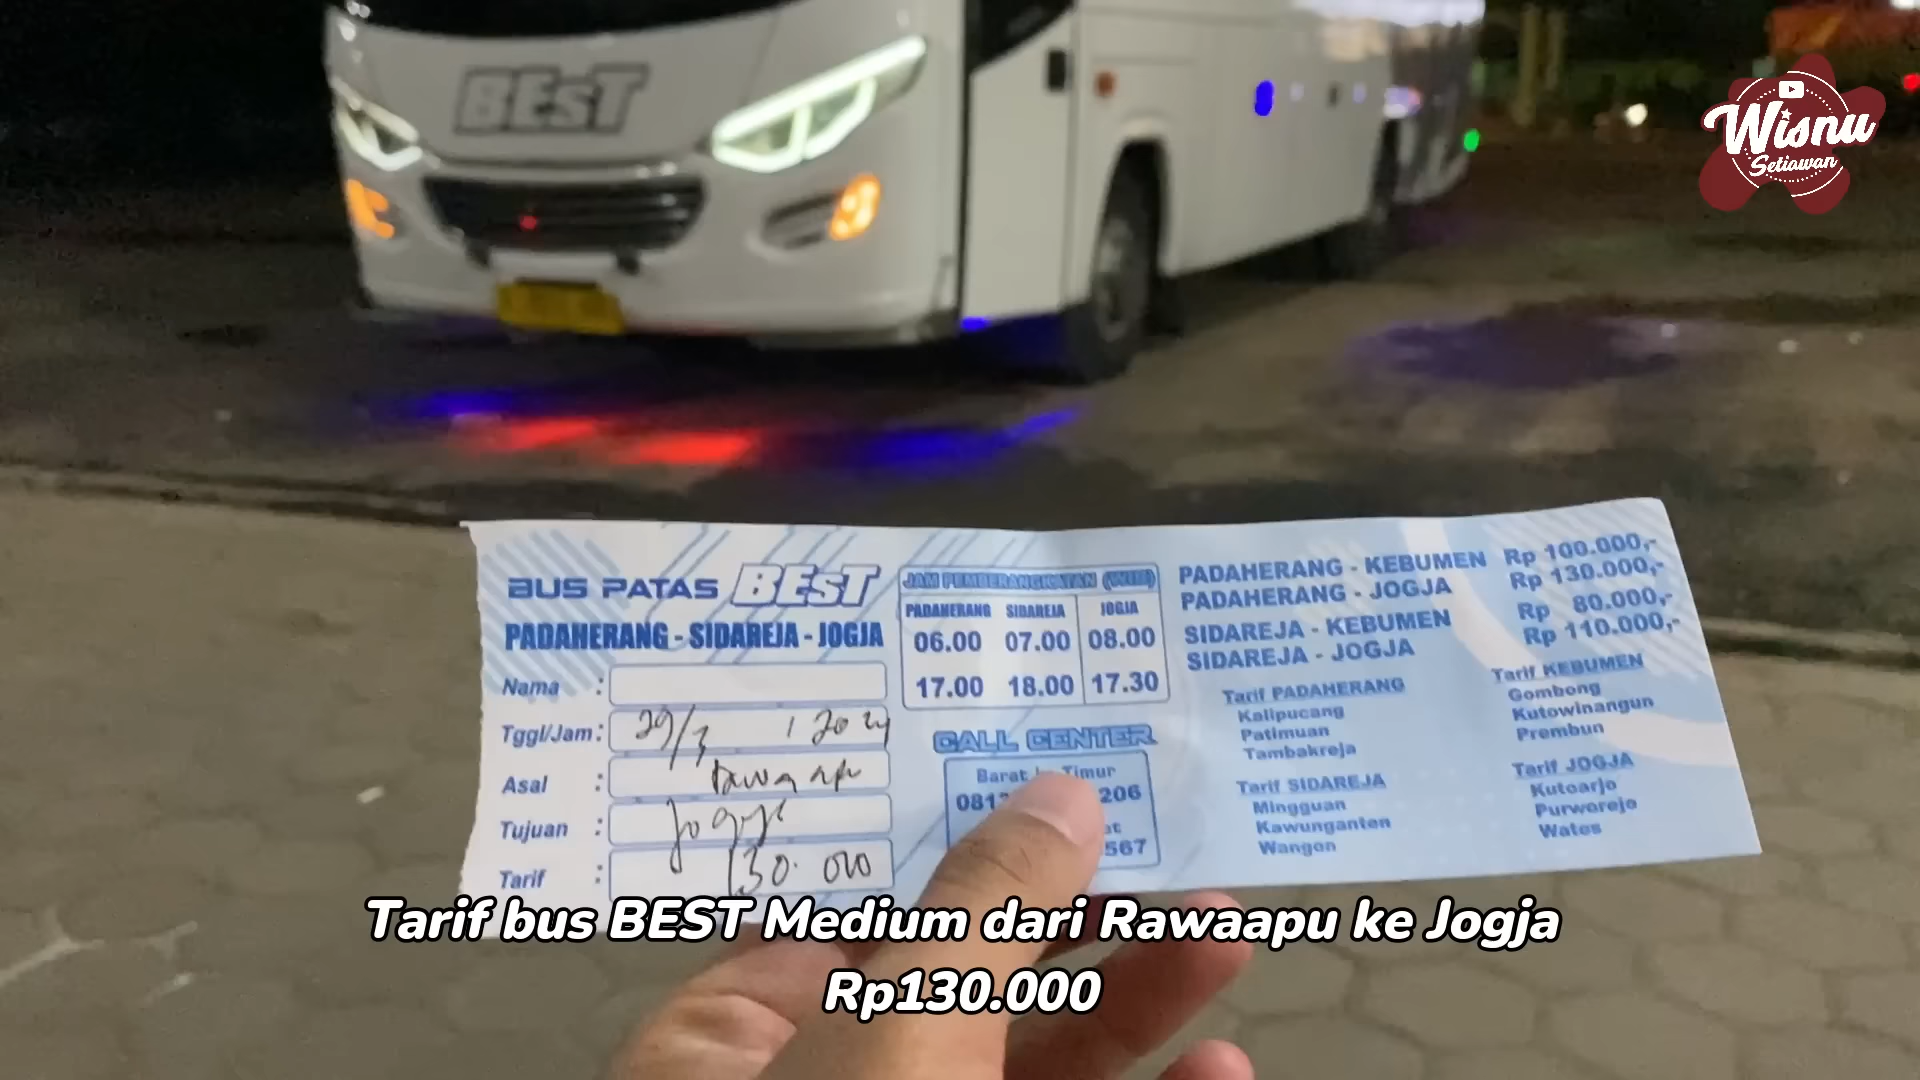 BEsT
Wisnu
Setiawan
BUS PATAS BEsT
PADAHERANG - SIDAREJA - JOGJA
Nama :
Tggl/Jam : 29/3 2024
Asal : Rawa apu
Tujuan : Jogja
Tarif : 130.000
JAM PEMBERANGKATAN (WIB)
PADAHERANG SIDAREJA JOGJA
06.00 07.00 08.00
17.00 18.00 17.30
CALL CENTER
Barat Timur
206
567
PADAHERANG - KEBUMEN Rp 100.000,-
PADAHERANG - JOGJA Rp 130.000,-
SIDAREJA - KEBUMEN Rp 80.000,-
SIDAREJA - JOGJA Rp 110.000,-
Tarif PADAHERANG
Kalipucang
Patimuan
Tambakreja
Tarif SIDAREJA
Mingguan
Kawunganten
Wangon
Tarif KEBUMEN
Gombong
Kutowinangun
Prembun
Tarif JOGJA
Kutoarjo
Purworejo
Wates
Tarif bus BEST Medium dari Rawaapu ke Jogja
Rp130.000